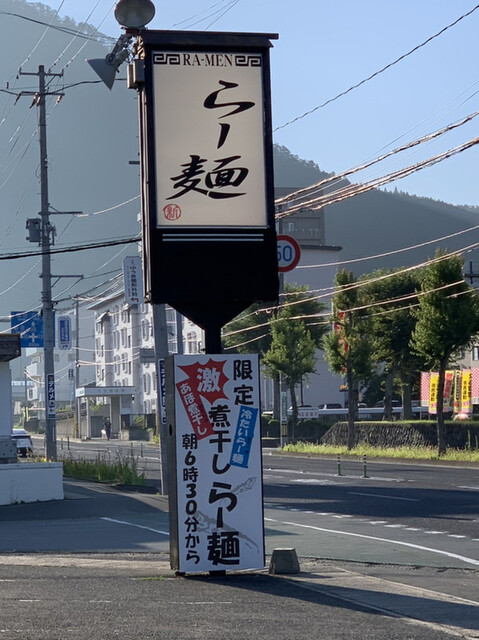 RA-MEN
らー麺
50
限定
激
煮干しらー麺
あほ煮干し
冷たいらー麺
朝6時30分から